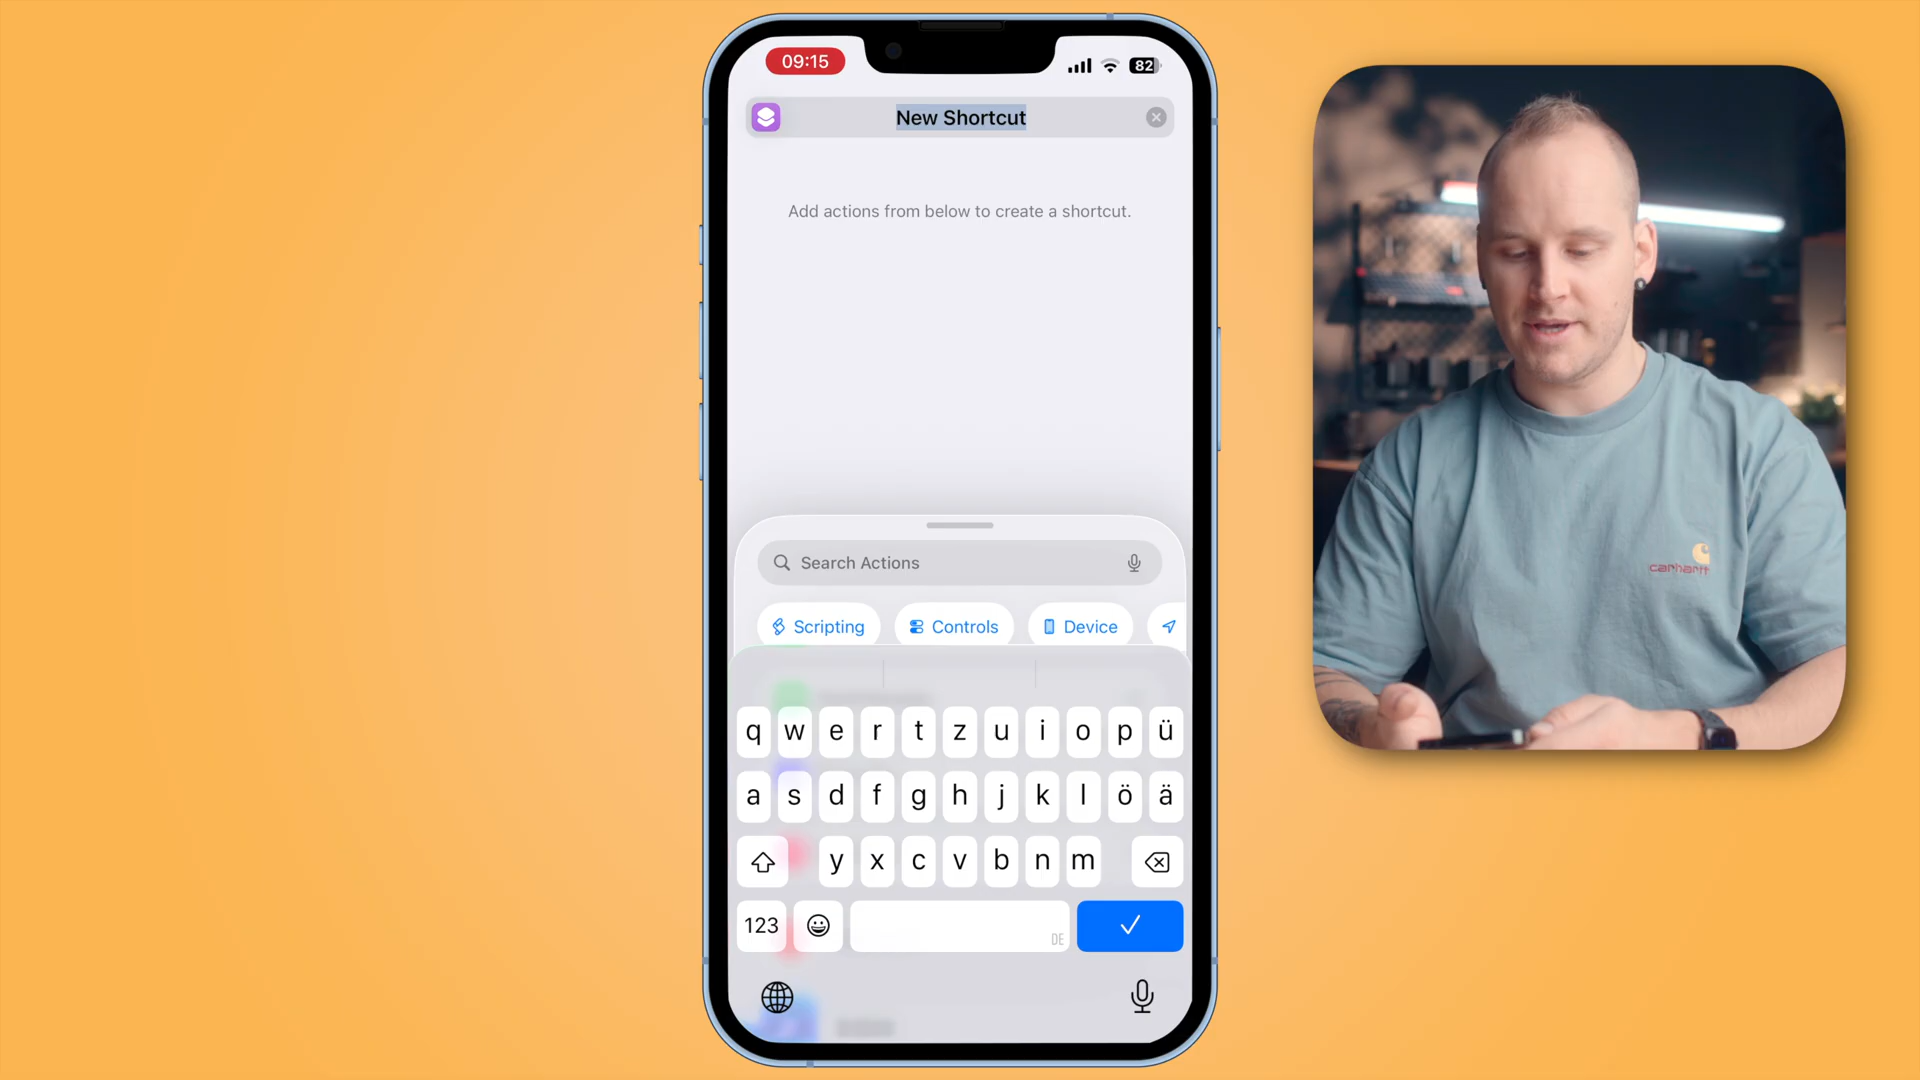 09:15
82
New Shortcut
Add actions from below to create a shortcut.
Search Actions
Scripting Controls Device
q w e r t z u i o p ü
a s d f g h j k l ö ä
y x c v b n m
123
DE
carhartt